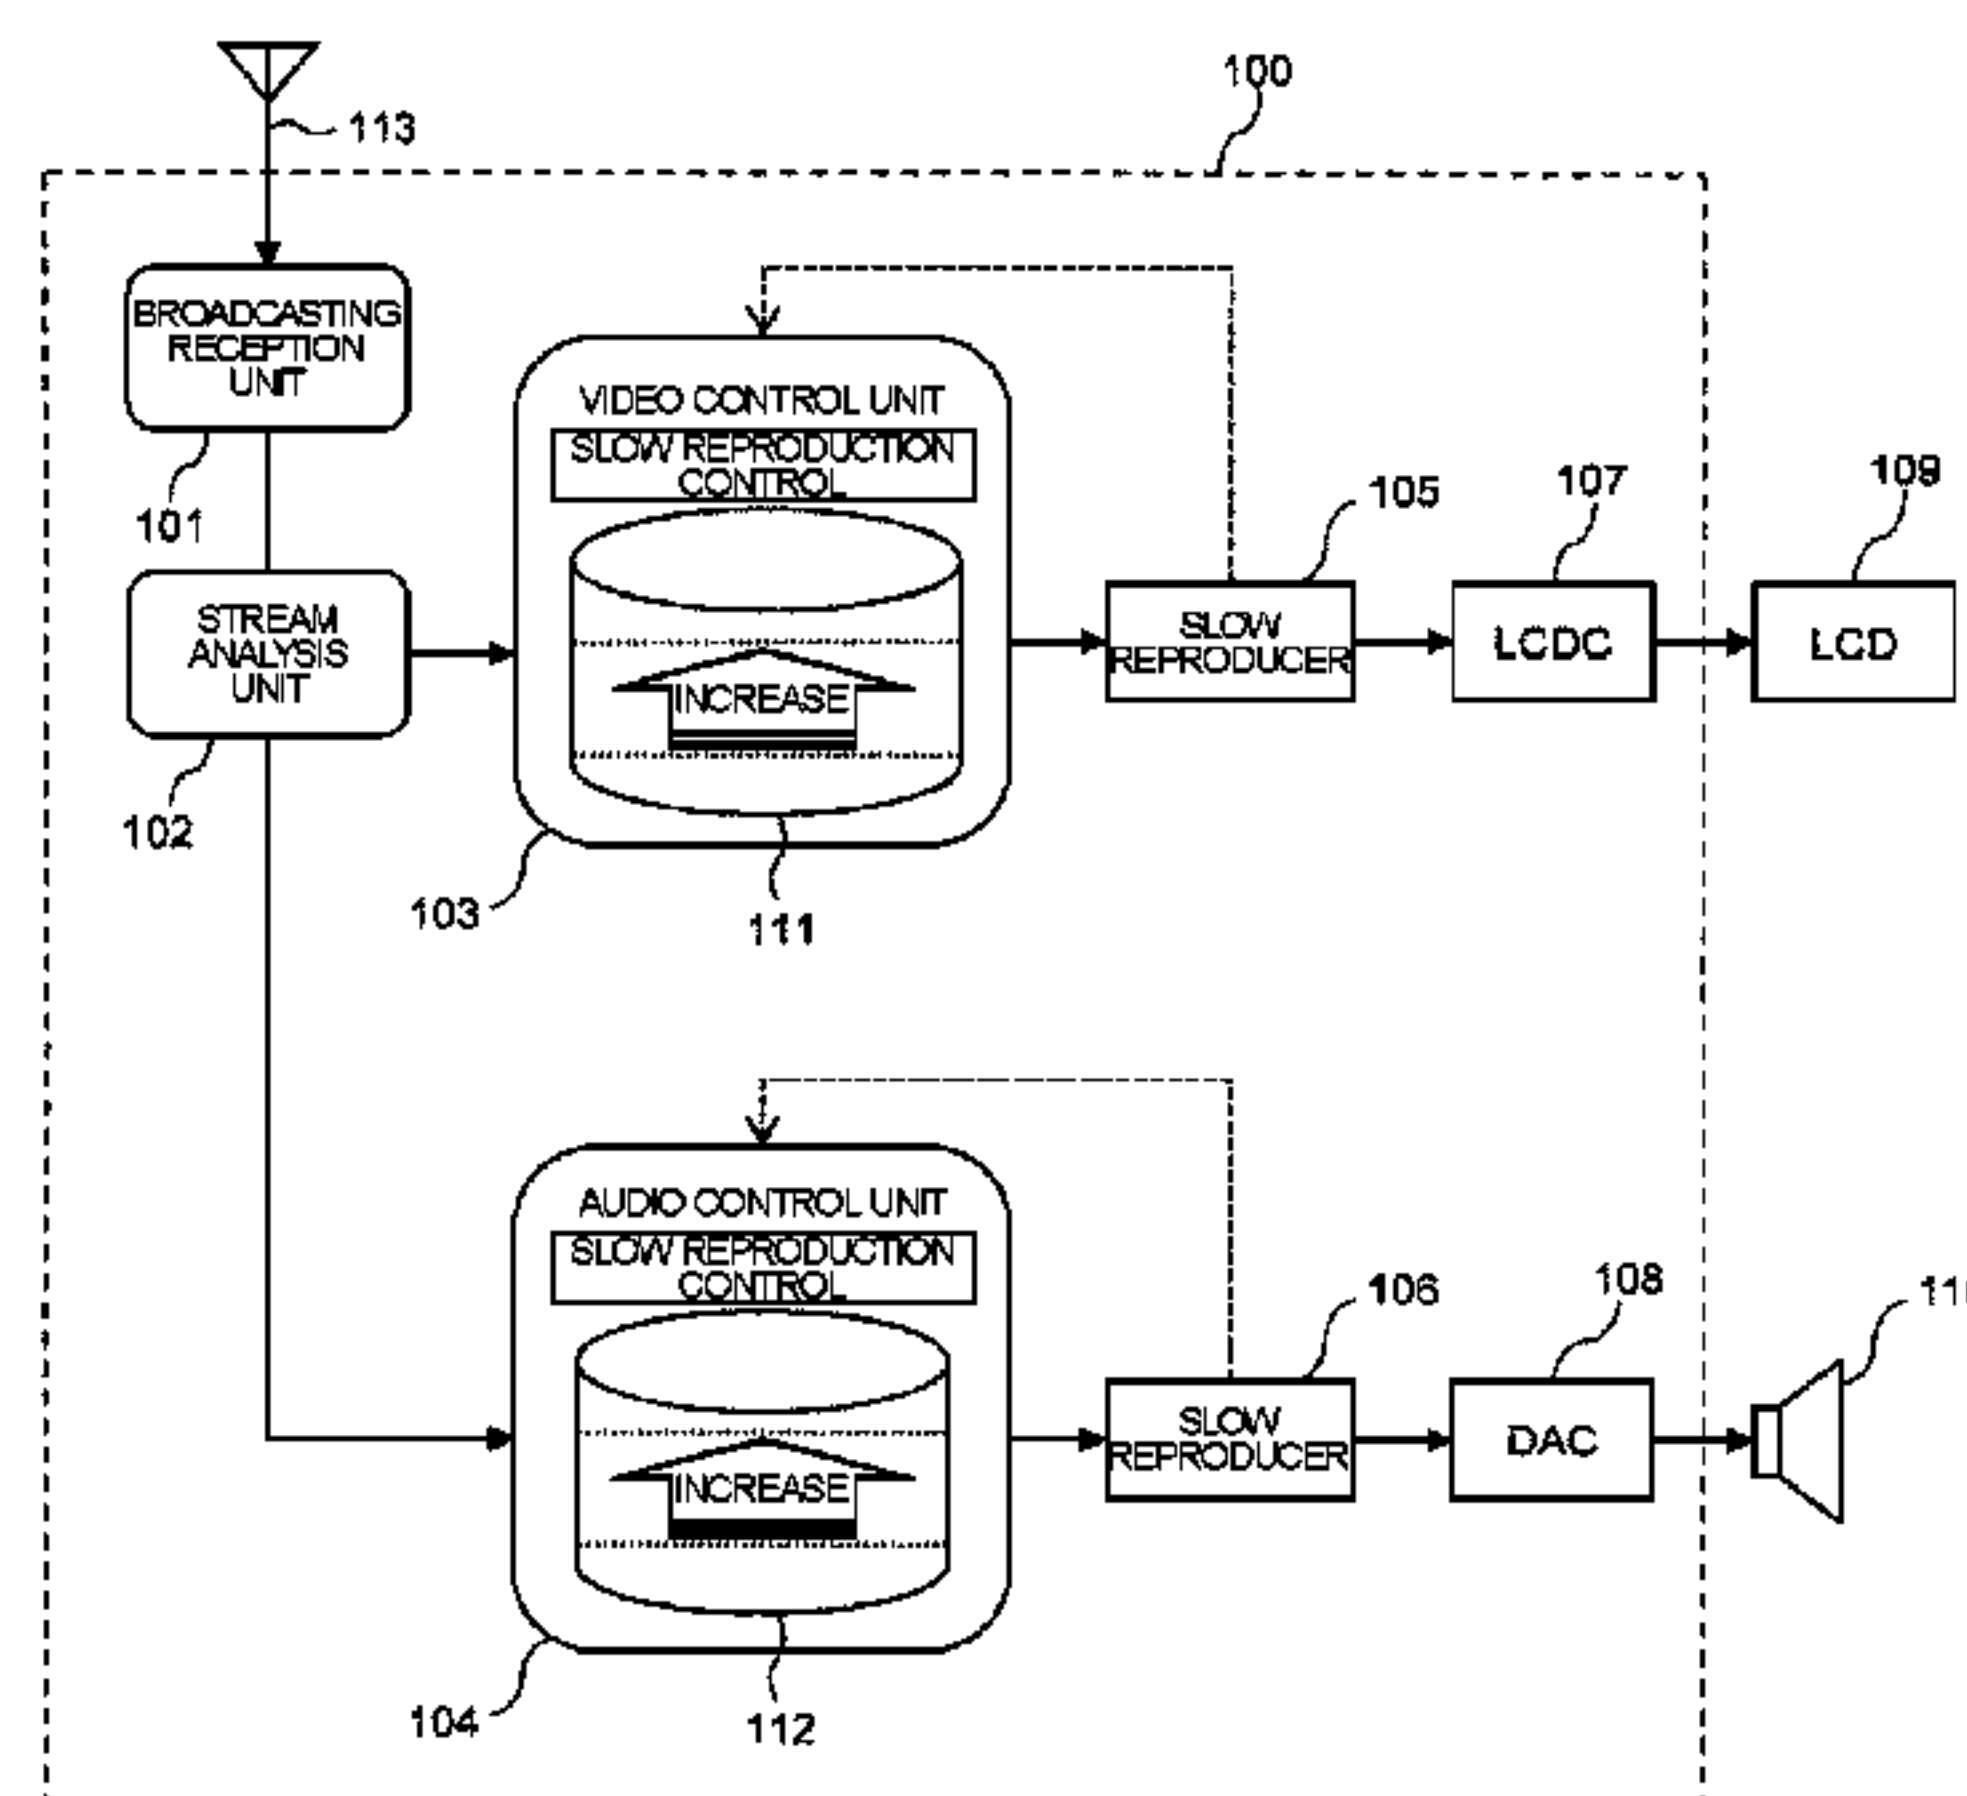 100
113
BROADCASTING
RECEPTION
UNIT
101
VIDEO CONTROL UNIT
SLOW REPRODUCTION
CONTROL
105
107
109
STREAM
ANALYSIS
UNIT
INCREASE
SLOW
REPRODUCER
LCDC
LCD
102
103
111
AUDIO CONTROL UNIT
SLOW REPRODUCTION
CONTROL
106
108
INCREASE
SLOW
REPRODUCER
DAC
104
112